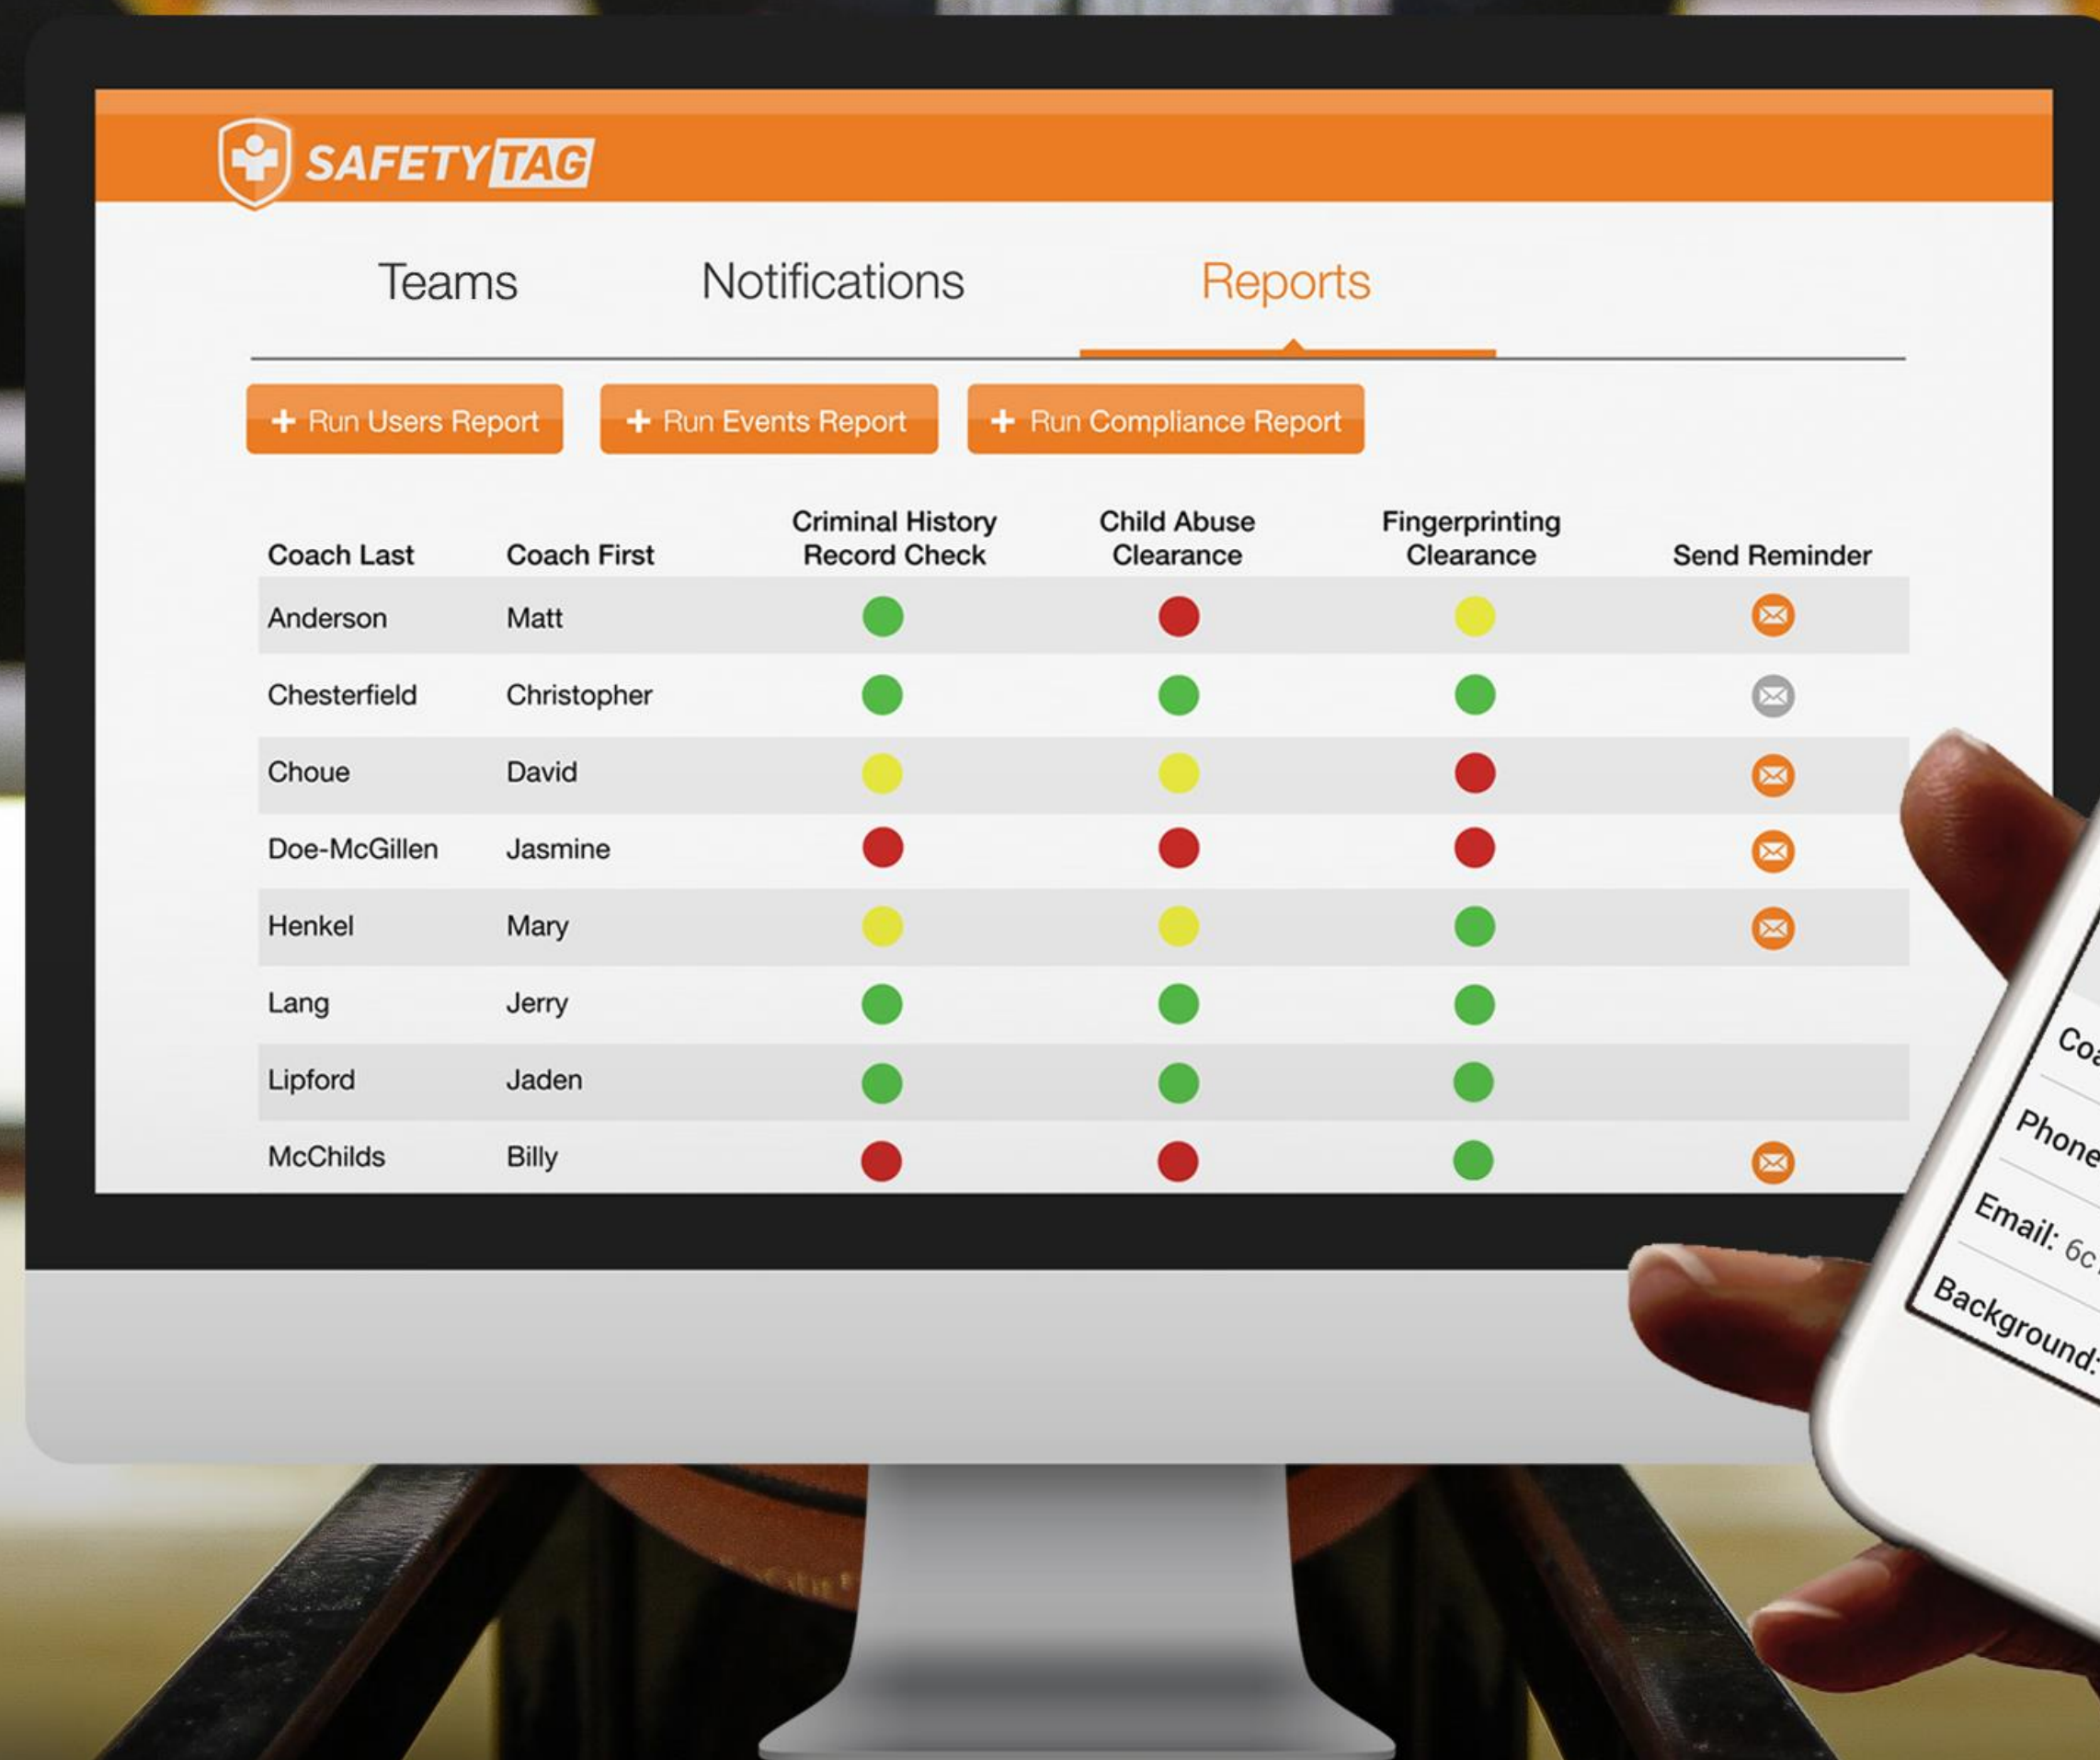 SAFETYTAG
Teams Notifications Reports
+ Run Users Report + Run Events Report + Run Compliance Report
Coach Last Coach First Criminal History Record Check Child Abuse Clearance Fingerprinting Clearance Send Reminder
Anderson Matt
Chesterfield Christopher
Choue David
Doe-McGillen Jasmine
Henkel Mary
Lang Jerry
Lipford Jaden
McChilds Billy
Phone
Email: 6c
Background: